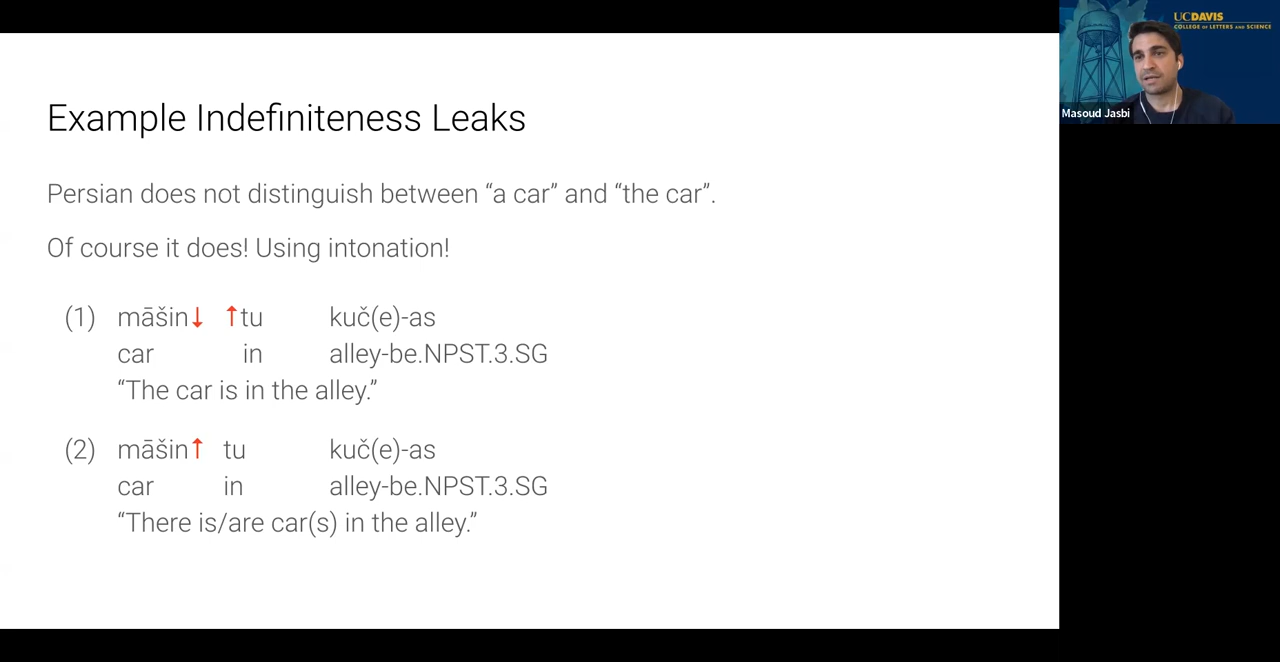 Example Indefiniteness Leaks
Persian does not distinguish between “a car” and “the car”.
Of course it does! Using intonation!
(1) māšin↓ ↑tu kuč(e)-as
car in alley-be.NPST.3.SG
“The car is in the alley.”
(2) māšin↑ tu kuč(e)-as
car in alley-be.NPST.3.SG
“There is/are car(s) in the alley.”
UCDAVIS
COLLEGE OF LETTERS AND SCIENCE
Masoud Jasbi